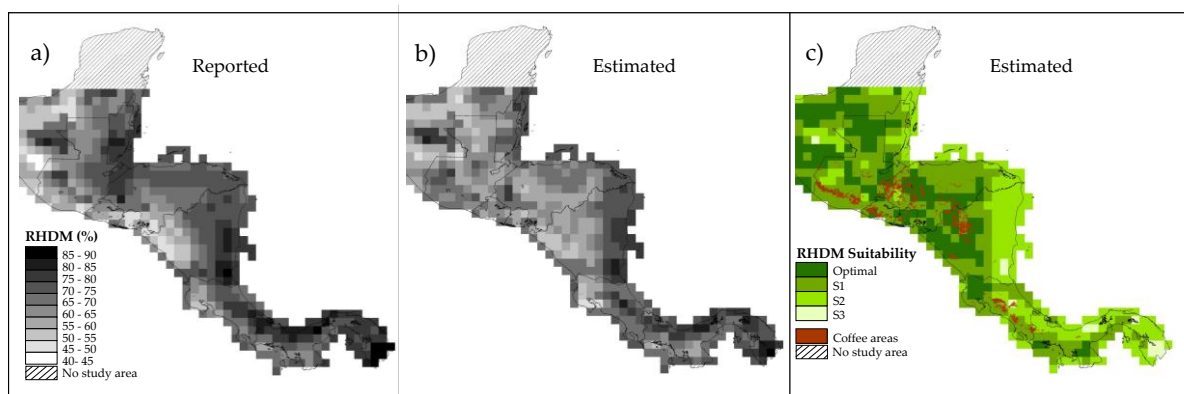 a)
Reported
RHDM (%)
85 - 90
80 - 85
75 - 80
70 - 75
65 - 70
60 - 65
55 - 60
50 - 55
45 - 50
40- 45
No study area
b)
Estimated
c)
Estimated
RHDM Suitability
Optimal
S1
S2
S3
Coffee areas
No study area